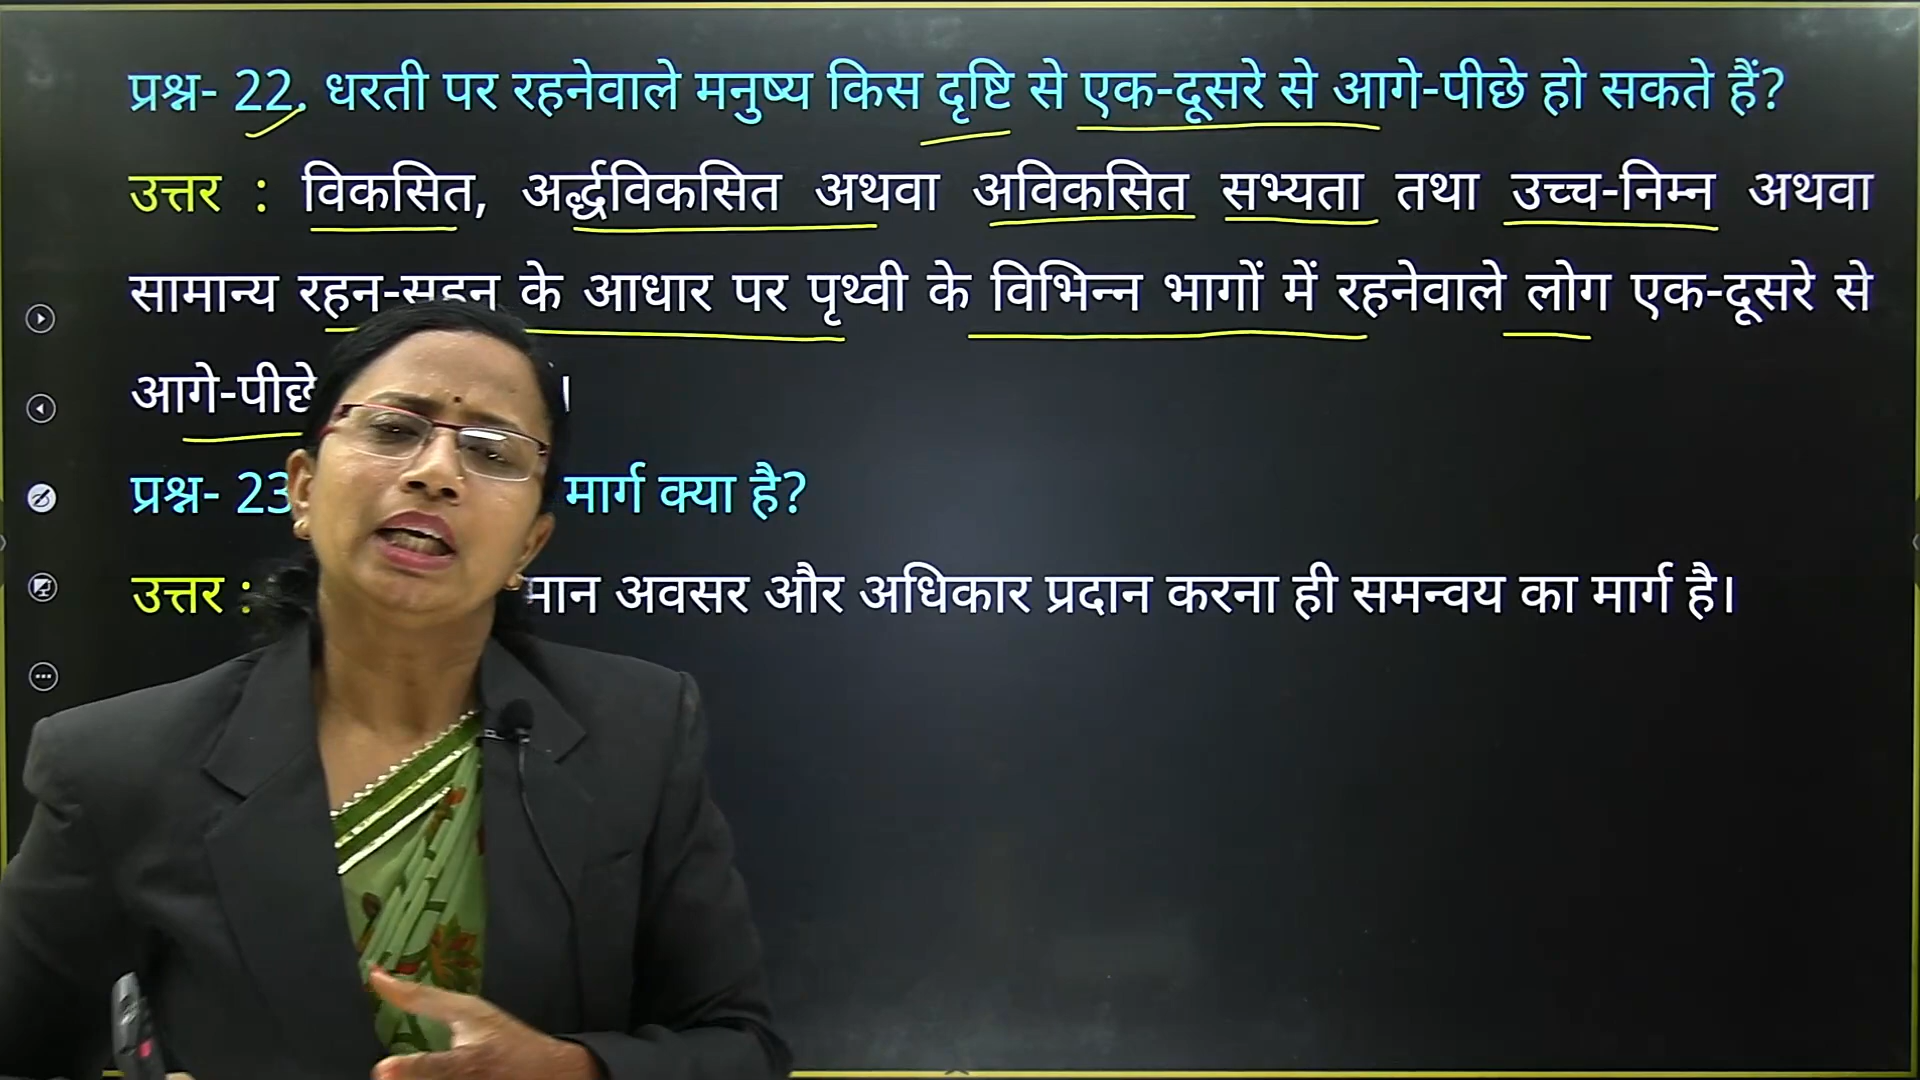 प्रश्न- 22. धरती पर रहनेवाले मनुष्य किस दृष्टि से एक-दूसरे से आगे-पीछे हो सकते हैं?
उत्तर : विकसित, अर्द्धविकसित अथवा अविकसित सभ्यता तथा उच्च-निम्न अथवा
सामान्य रहन-सहन के आधार पर पृथ्वी के विभिन्न भागों में रहनेवाले लोग एक-दूसरे से
आगे-पीछे ।
प्रश्न- 23 मार्ग क्या है?
उत्तर : अवसर और अधिकार प्रदान करना ही समन्वय का मार्ग है।